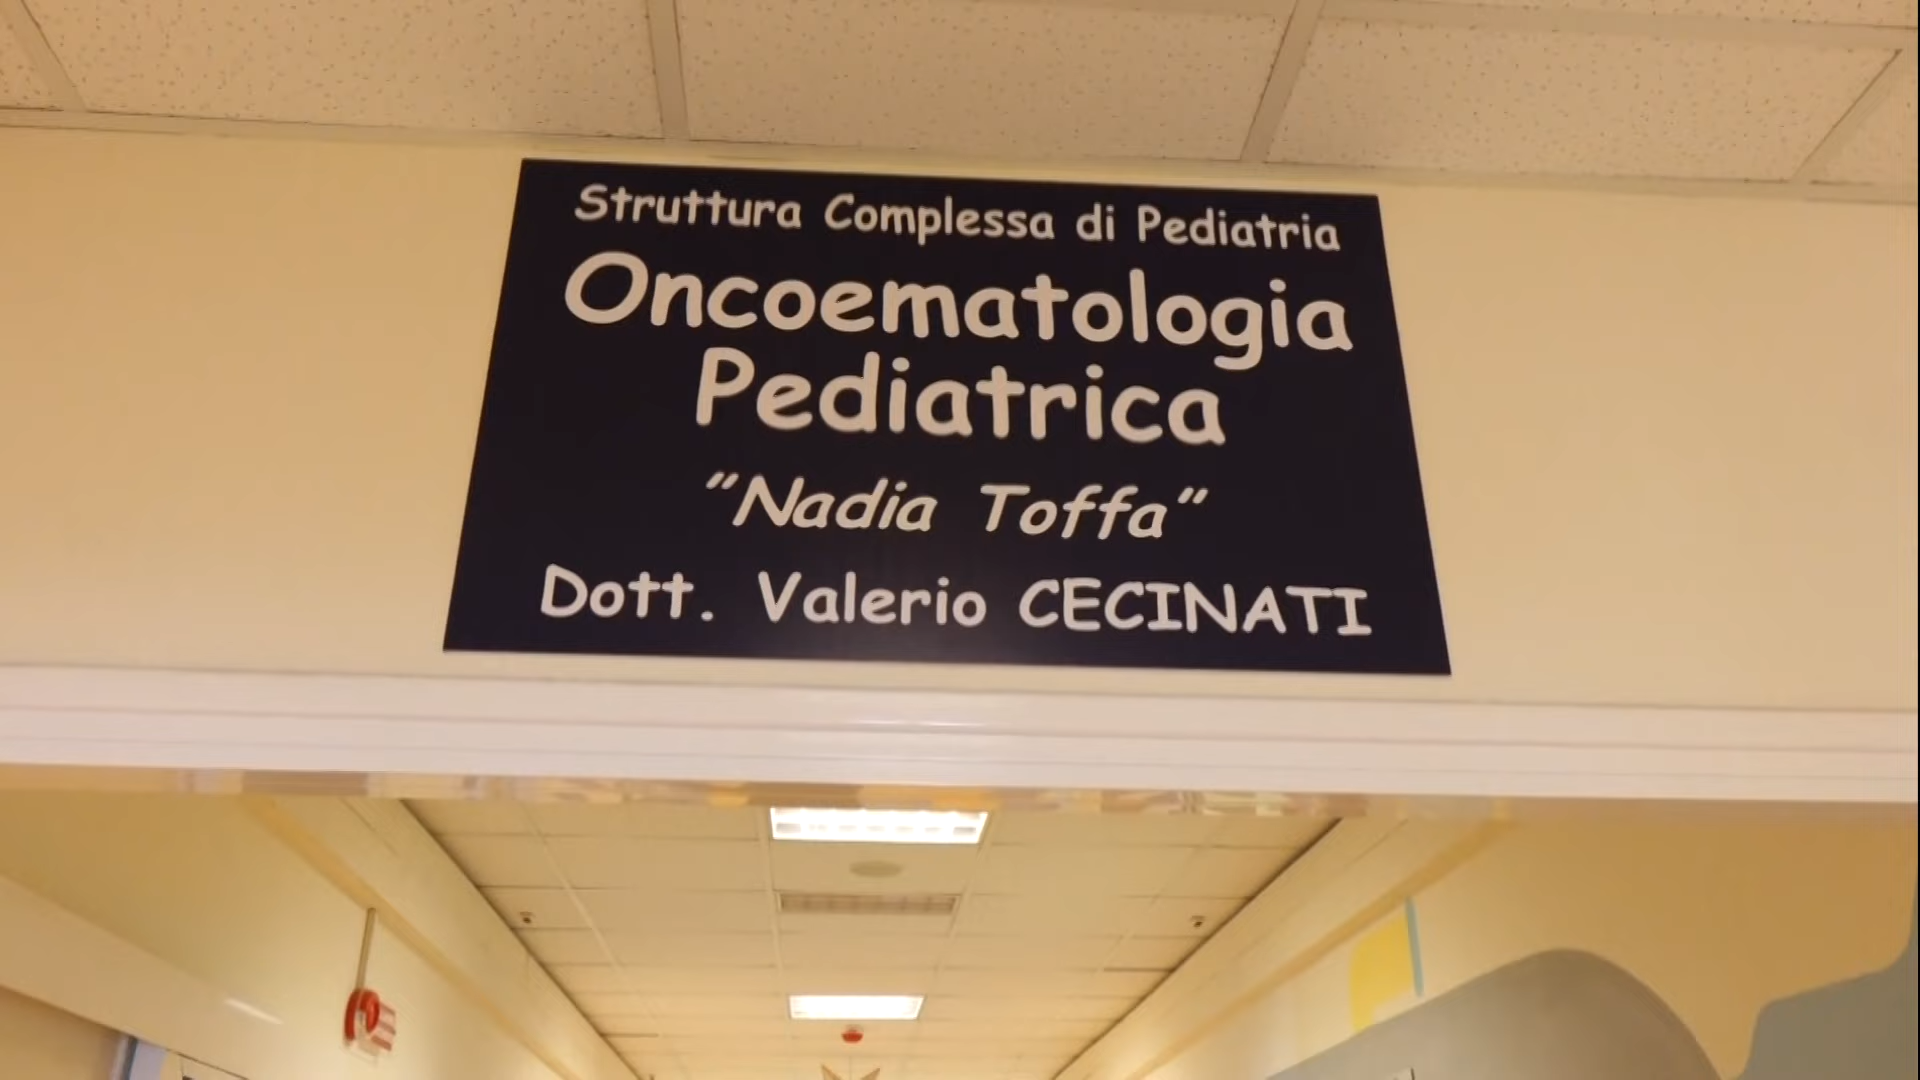 Struttura Complessa di Pediatria
Oncoematologia
Pediatrica
"Nadia Toffa"
Dott. Valerio CECINATI